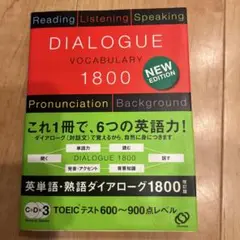 Reading Listening Speaking
DIALOGUE
VOCABULARY
1800
NEW
EDITION
Pronunciation Background
これ1冊で、6つの英語力!
ダイアローグ(対話文)で覚えるから、自然に身につきます。
単語力 読む
聞く DIALOGUE 1800 話す
発音・アクセント 背景知識
英単語・熟語ダイアローグ1800 改訂版
CD3
TOEICテスト600〜900点レベル